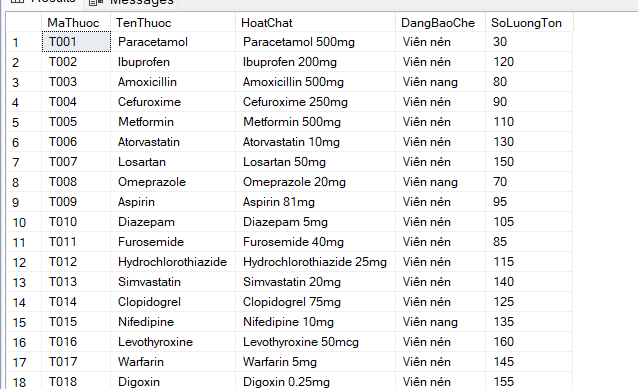 Results Messages
MaThuoc TenThuoc HoatChat DangBaoChe SoLuongTon
1 T001 Paracetamol Paracetamol 500mg Viên nén 30
2 T002 Ibuprofen Ibuprofen 200mg Viên nén 120
3 T003 Amoxicillin Amoxicillin 500mg Viên nang 80
4 T004 Cefuroxime Cefuroxime 250mg Viên nén 90
5 T005 Metformin Metformin 500mg Viên nén 110
6 T006 Atorvastatin Atorvastatin 10mg Viên nén 130
7 T007 Losartan Losartan 50mg Viên nén 150
8 T008 Omeprazole Omeprazole 20mg Viên nang 70
9 T009 Aspirin Aspirin 81mg Viên nén 95
10 T010 Diazepam Diazepam 5mg Viên nén 105
11 T011 Furosemide Furosemide 40mg Viên nén 85
12 T012 Hydrochlorothiazide Hydrochlorothiazide 25mg Viên nén 115
13 T013 Simvastatin Simvastatin 20mg Viên nén 140
14 T014 Clopidogrel Clopidogrel 75mg Viên nén 125
15 T015 Nifedipine Nifedipine 10mg Viên nang 135
16 T016 Levothyroxine Levothyroxine 50mcg Viên nén 160
17 T017 Warfarin Warfarin 5mg Viên nén 145
18 T018 Digoxin Digoxin 0.25mg Viên nén 155